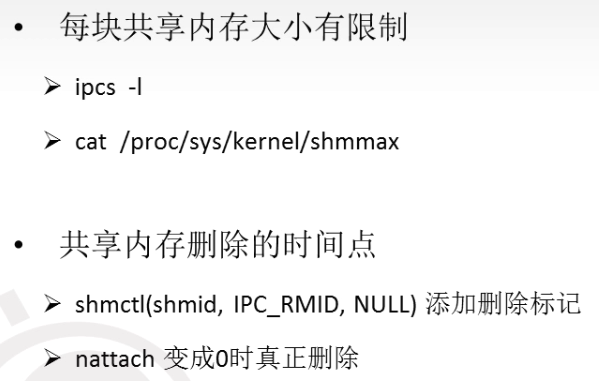 • 每块共享内存大小有限制
➢ ipcs -l
➢ cat /proc/sys/kernel/shmmax
• 共享内存删除的时间点
➢ shmctl(shmid, IPC_RMID, NULL) 添加删除标记
➢ nattach 变成0时真正删除